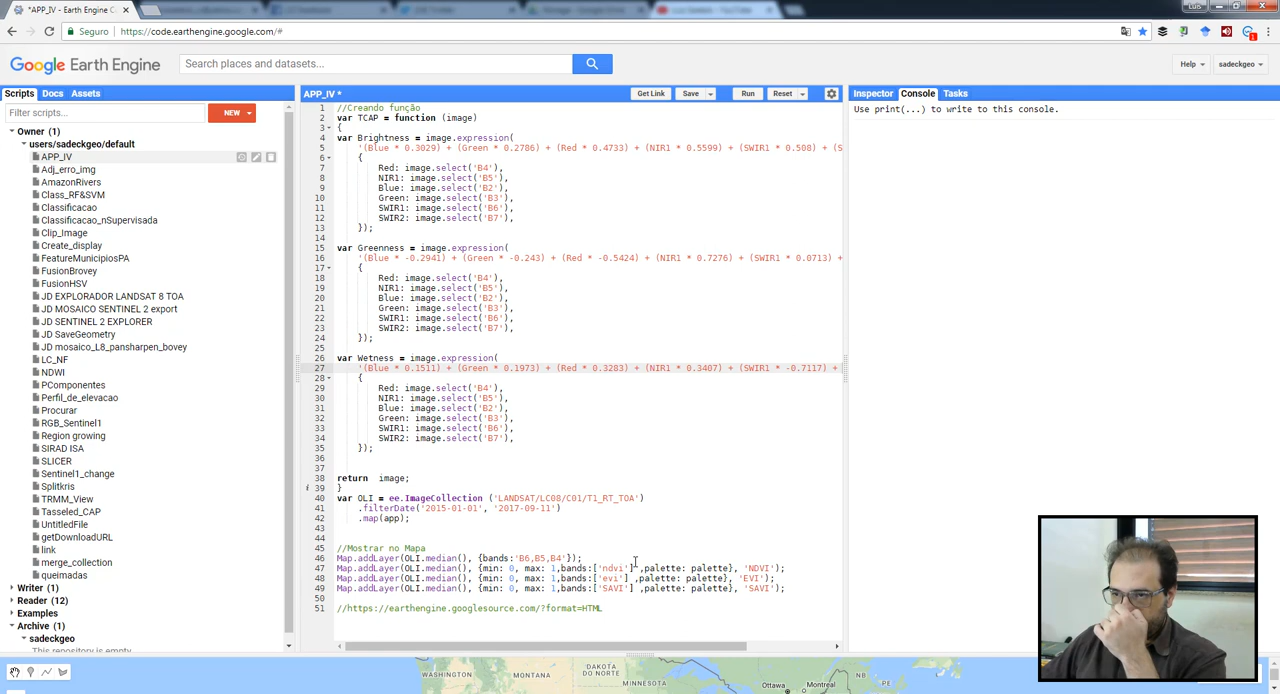 *APP_IV - Earth Engine C
Luis
Seguro
https://code.earthengine.google.com/#
Google Earth Engine
Search places and datasets...
Help
sadeckgeo
Scripts
Docs
Assets
APP_IV *
Get Link
Save
Run
Reset
Inspector
Console
Tasks
Filter scripts...
NEW
Use print(...) to write to this console.
Owner (1)
users/sadeckgeo/default
APP_IV
Adj_erro_img
AmazonRivers
Class_RF&SVM
Classificacao
Classificacao_nSupervisada
Clip_Image
Create_display
FeatureMunicipiosPA
FusionBrovey
FusionHSV
JD EXPLORADOR LANDSAT 8 TOA
JD MOSAICO SENTINEL 2 export
JD SENTINEL 2 EXPLORER
JD SaveGeometry
JD mosaico_L8_pansharpen_bovey
LC_NF
NDWI
PComponentes
Perfil_de_elevacao
Procurar
RGB_Sentinel1
Region growing
SIRAD ISA
SLICER
Sentinel1_change
Splitkris
TRMM_View
Tasseled_CAP
UntitledFile
getDownloadURL
link
merge_collection
queimadas
Writer (1)
Reader (12)
Examples
Archive (1)
sadeckgeo
This repository is empty.
1 //Creando função
2 var TCAP = function (image)
3 {
4 var Brightness = image.expression(
5 '(Blue * 0.3029) + (Green * 0.2786) + (Red * 0.4733) + (NIR1 * 0.5599) + (SWIR1 * 0.508) + (S
6 {
7 Red: image.select('B4'),
8 NIR1: image.select('B5'),
9 Blue: image.select('B2'),
10 Green: image.select('B3'),
11 SWIR1: image.select('B6'),
12 SWIR2: image.select('B7'),
13 });
14
15 var Greenness = image.expression(
16 '(Blue * -0.2941) + (Green * -0.243) + (Red * -0.5424) + (NIR1 * 0.7276) + (SWIR1 * 0.0713) +
17 {
18 Red: image.select('B4'),
19 NIR1: image.select('B5'),
20 Blue: image.select('B2'),
21 Green: image.select('B3'),
22 SWIR1: image.select('B6'),
23 SWIR2: image.select('B7'),
24 });
25
26 var Wetness = image.expression(
27 '(Blue * 0.1511) + (Green * 0.1973) + (Red * 0.3283) + (NIR1 * 0.3407) + (SWIR1 * -0.7117) +
28 {
29 Red: image.select('B4'),
30 NIR1: image.select('B5'),
31 Blue: image.select('B2'),
32 Green: image.select('B3'),
33 SWIR1: image.select('B6'),
34 SWIR2: image.select('B7'),
35 });
36
37
38 return image;
39 }
40 var OLI = ee.ImageCollection ('LANDSAT/LC08/C01/T1_RT_TOA')
41 .filterDate('2015-01-01', '2017-09-11')
42 .map(app);
43
44
45 //Mostrar no Mapa
46 Map.addLayer(OLI.median(), {bands:'B6,B5,B4'});
47 Map.addLayer(OLI.median(), {min: 0, max: 1,bands:['ndvi'] ,palette: palette}, 'NDVI');
48 Map.addLayer(OLI.median(), {min: 0, max: 1,bands:['evi'] ,palette: palette}, 'EVI');
49 Map.addLayer(OLI.median(), {min: 0, max: 1,bands:['SAVI'] ,palette: palette}, 'SAVI');
50
51 //https://earthengine.googlesource.com/?format=HTML
WASHINGTON
MONTANA
DAKOTA DO NORTE
MINNESOTA
Ottawa
Montreal
NB
PE